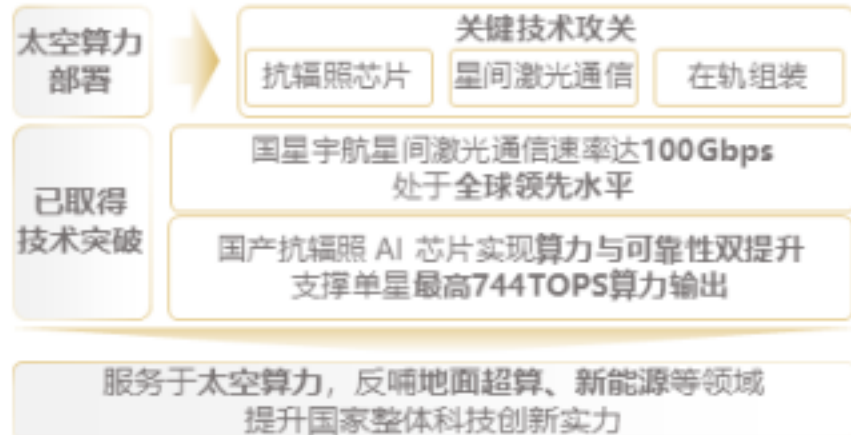 太空算力
部署
关键技术攻关
抗辐照芯片
星间激光通信
在轨组装
已取得
技术突破
国星宇航星间激光通信速率达100Gbps
处于全球领先水平
国产抗辐照 AI 芯片实现算力与可靠性双提升
支撑单星最高744TOPS算力输出
服务于太空算力，反哺地面超算、新能源等领域
提升国家整体科技创新实力